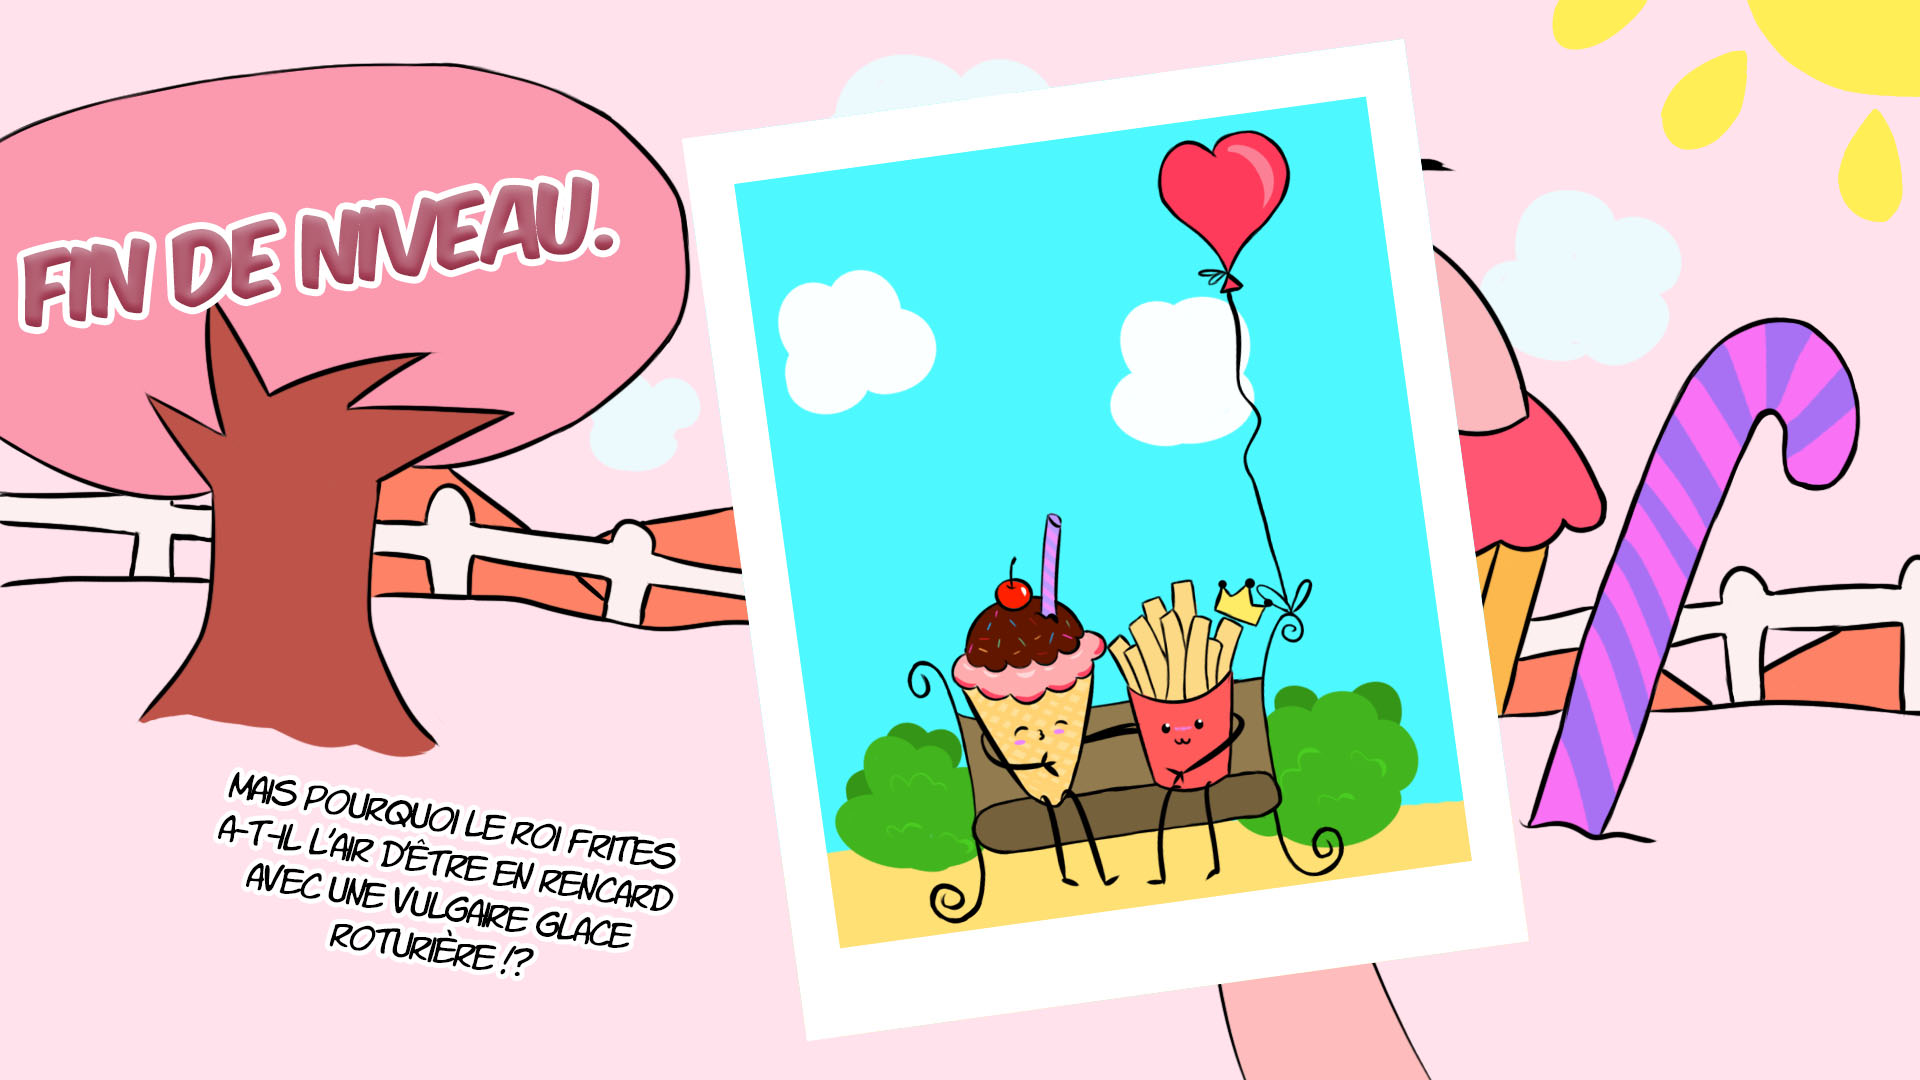 FIN DE NIVEAU.
MAIS POURQUOI LE ROI FRITES
A-T-IL L'AIR D'ÊTRE EN RENCARD
AVEC UNE VULGAIRE GLACE
ROTURIÈRE !?